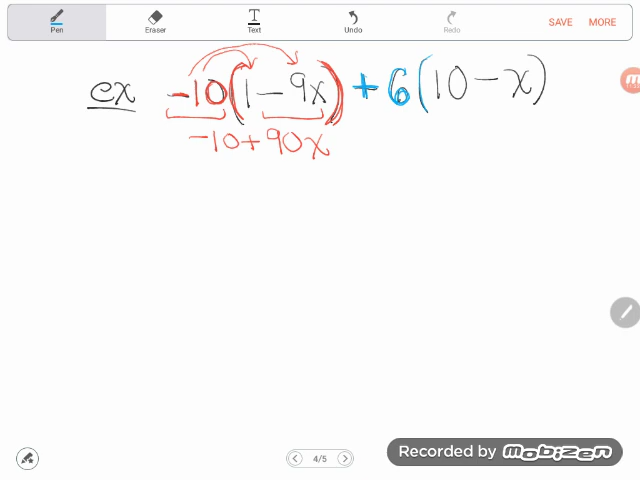 Pen Eraser Text Undo Redo SAVE MORE
ex -10(1-9x)+6(10-x)
-10+90x
4/5
Recorded by mobizen